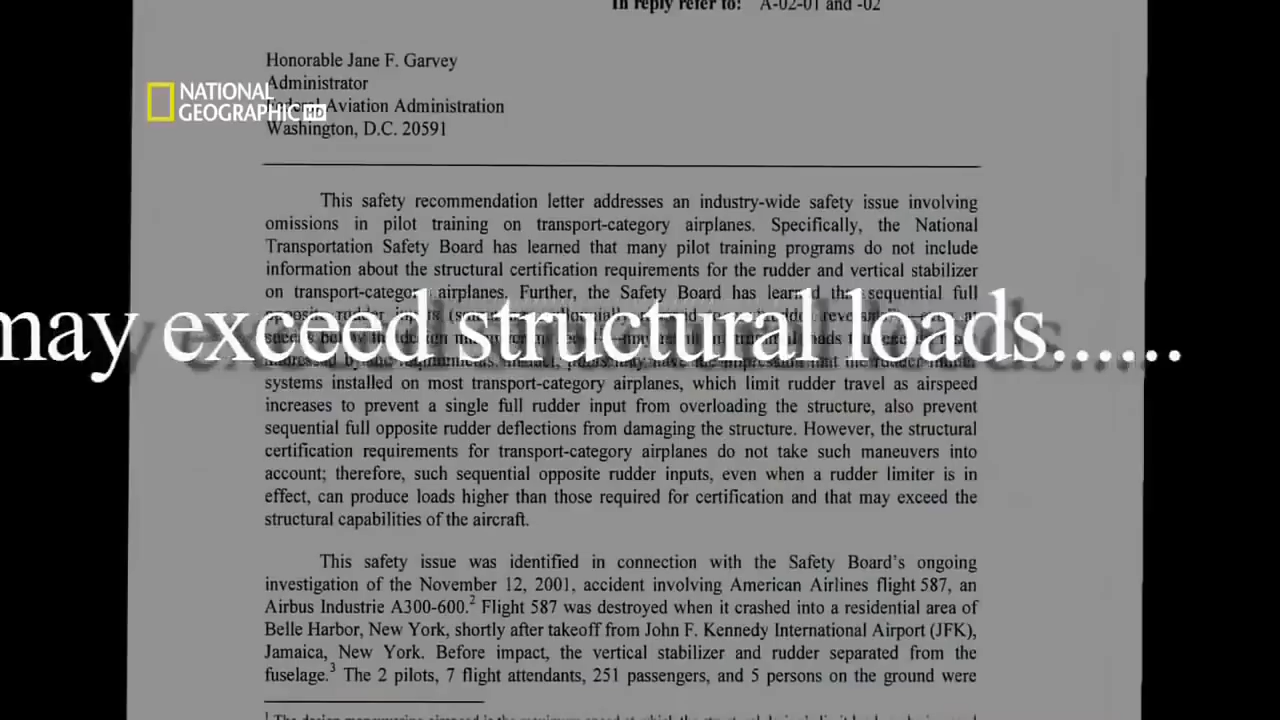 In reply refer to: A-02-01 and -02
Honorable Jane F. Garvey
Administrator
NATIONAL
GEOGRAPHIC HD
Federal Aviation Administration
Washington, D.C. 20591
This safety recommendation letter addresses an industry-wide safety issue involving
omissions in pilot training on transport-category airplanes. Specifically, the National
Transportation Safety Board has learned that many pilot training programs do not include
information about the structural certification requirements for the rudder and vertical stabilizer
on transport-category airplanes. Further, the Safety Board has learned that sequential full
may exceed structural loads......
systems installed on most transport-category airplanes, which limit rudder travel as airspeed
increases to prevent a single full rudder input from overloading the structure, also prevent
sequential full opposite rudder deflections from damaging the structure. However, the structural
certification requirements for transport-category airplanes do not take such maneuvers into
account; therefore, such sequential opposite rudder inputs, even when a rudder limiter is in
effect, can produce loads higher than those required for certification and that may exceed the
structural capabilities of the aircraft.
This safety issue was identified in connection with the Safety Board's ongoing
investigation of the November 12, 2001, accident involving American Airlines flight 587, an
Airbus Industrie A300-600.2 Flight 587 was destroyed when it crashed into a residential area of
Belle Harbor, New York, shortly after takeoff from John F. Kennedy International Airport (JFK),
Jamaica, New York. Before impact, the vertical stabilizer and rudder separated from the
fuselage.3 The 2 pilots, 7 flight attendants, 251 passengers, and 5 persons on the ground were